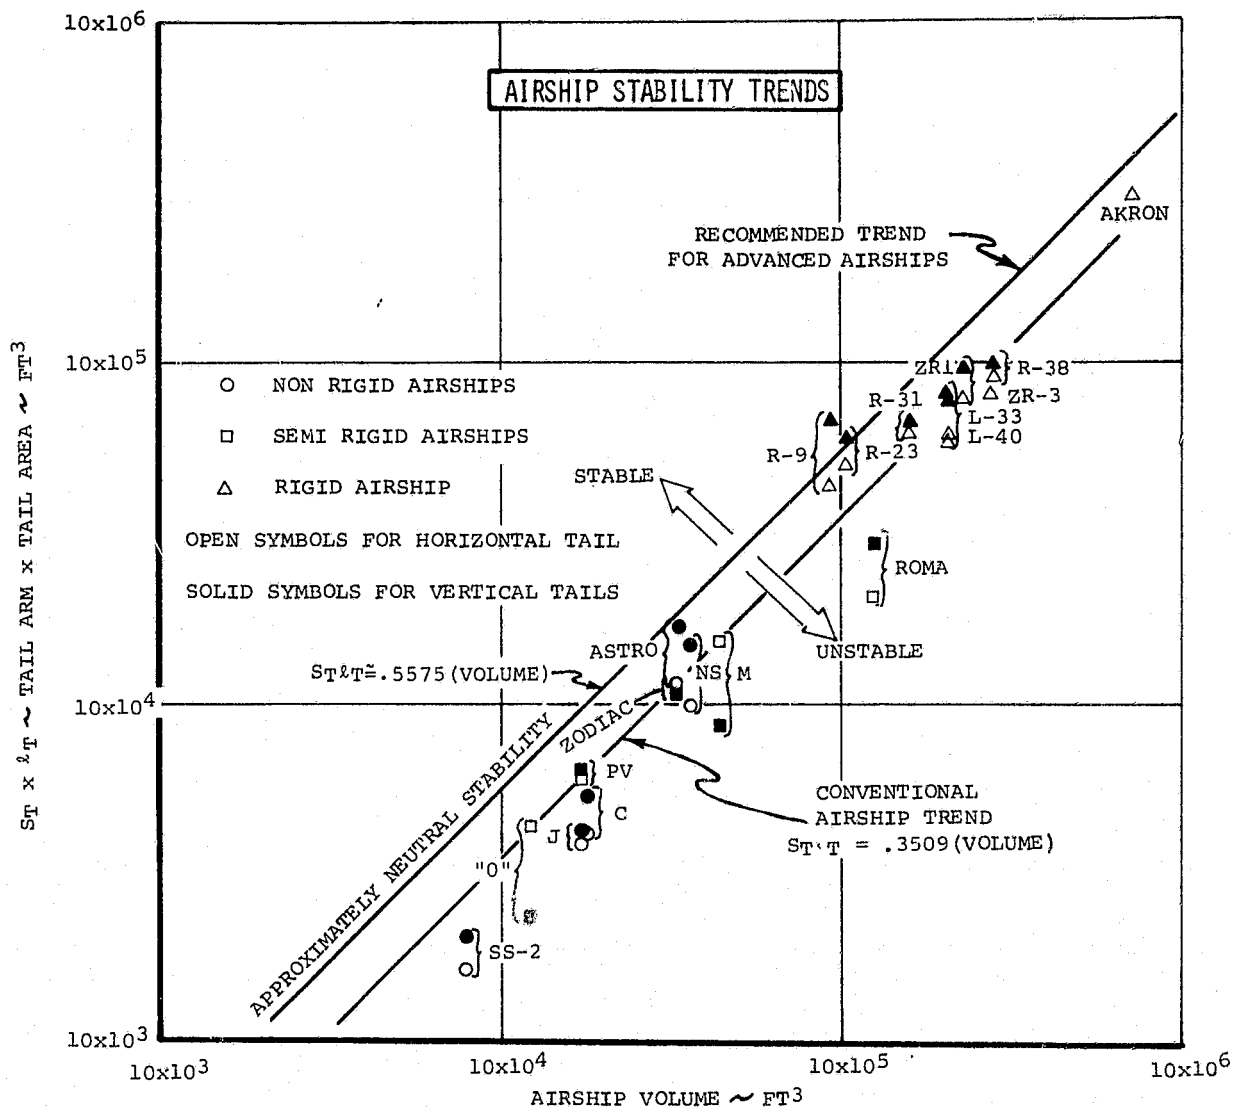 10x10⁶
AIRSHIP STABILITY TRENDS
AKRON
RECOMMENDED TREND
FOR ADVANCED AIRSHIPS
10x10⁵
ZR1
R-38
NON RIGID AIRSHIPS
R-31
ZR-3
L-33
SEMI RIGID AIRSHIPS
L-40
R-9
R-23
STABLE
RIGID AIRSHIP
OPEN SYMBOLS FOR HORIZONTAL TAIL
ROMA
SOLID SYMBOLS FOR VERTICAL TAILS
ASTRO
UNSTABLE
NS
M
STℓT≅.5575(VOLUME)
10x10⁴
ZODIAC
PV
CONVENTIONAL
AIRSHIP TREND
ST T = .3509(VOLUME)
C
J
"O"
APPROXIMATELY NEUTRAL STABILITY
SS-2
10x10³
10x10³
10x10⁴
10x10⁵
10x10⁶
AIRSHIP VOLUME ~ FT³
ST x ℓT ~ TAIL ARM x TAIL AREA ~ FT³